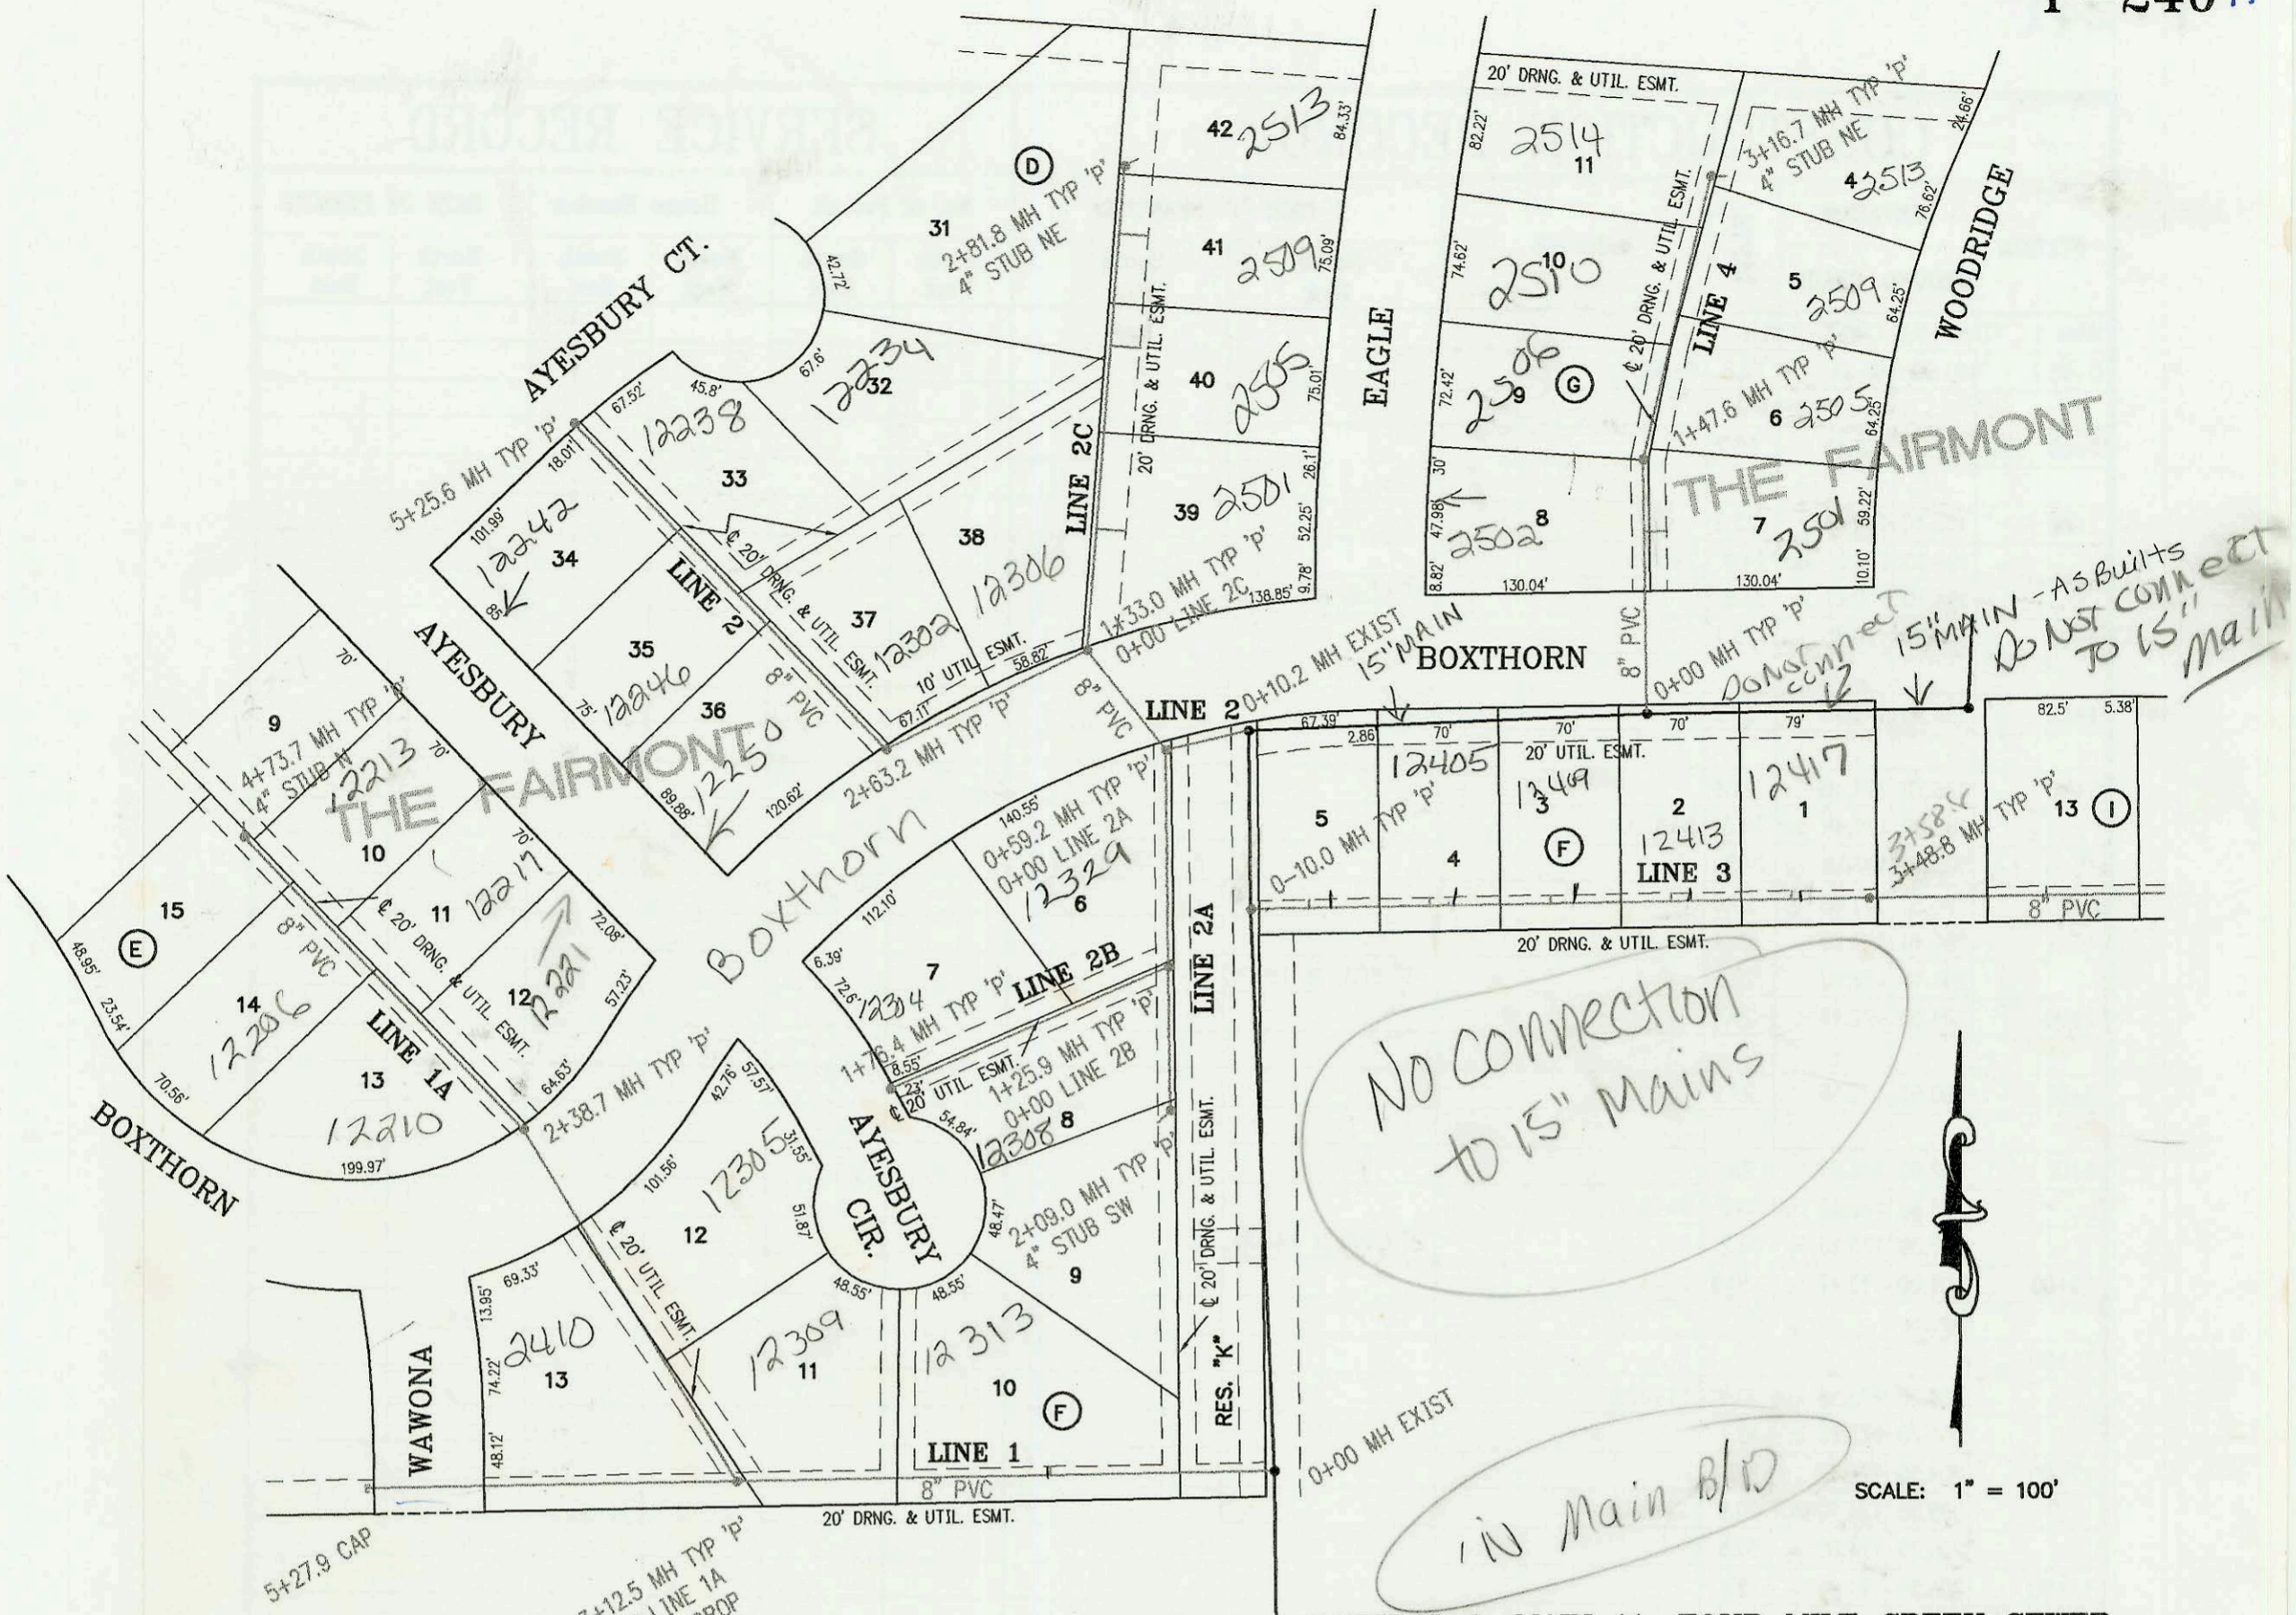 20' DRNG. & UTIL. ESMT.
42 2513
84.33'
D
31
2+81.8 MH TYP 'p'
4" STUB NE
82.22'
2514
11
3+16.7 MH TYP 'p'
4" STUB NE
24.66'
4 2513
76.62'
WOODRIDGE
AYESBURY CT.
42.72'
41
2509
75.09'
74.62'
10
2510
℄ 20' DRNG. & UTIL. ESMT.
LINE 4
5
2509
64.25'
EAGLE
67.6'
12234
32
67.52'
45.8'
12238
33
40
2505
75.01'
20' DRNG. & UTIL. ESMT.
72.42'
2506
9
G
1+47.6 MH TYP 'p'
6 2505
64.25'
THE FAIRMONT
5+25.6 MH TYP 'p'
18.01'
101.99'
12242
34
85'
LINE 2C
39 2501
26.1'
52.25'
9.78'
138.85'
30'
47.98'
8.82'
2502
8
130.04'
7
2501
59.22'
10.10'
130.04'
℄ 20' DRNG. & UTIL. ESMT.
LINE 2
38
12306
37
12302
10' UTIL. ESMT.
58.82'
67.17'
1+33.0 MH TYP 'p'
0+00 LINE 2C
0+10.2 MH EXIST
15" MAIN
BOXTHORN
8" PVC
0+00 MH TYP 'p'
Do Not connect
15" MAIN - AS Builts
Do Not Connect
TO 15"
Main
AYESBURY
35
12246
75'
36
12250
8" PVC
89.88'
120.62'
2+63.2 MH TYP 'p'
8" PVC
LINE 2
THE FAIRMONT
70'
9
4+73.7 MH TYP 'p'
4" STUB N
12213
70'
10
70'
11
12217
72.08'
12
12221
57.23'
64.63'
℄ 20' DRNG. & UTIL. ESMT.
8" PVC
15
E
48.95'
23.54'
14
12206
70.56'
13
12210
199.97'
LINE 1A
2+38.7 MH TYP 'p'
BOXTHORN
Boxthorn
140.55'
0+59.2 MH TYP 'p'
0+00 LINE 2A
12329
6
112.10'
6.39'
72.6'
7
12304
LINE 2B
1+76.4 MH TYP 'p'
8.55'
23'
℄ 20' UTIL ESMT.
1+25.9 MH TYP 'p'
0+00 LINE 2B
54.84'
8
12308
LINE 2A
67.39'
2.86
70'
70'
70'
79'
20' UTIL. ESMT.
82.5'
5.38'
5
12405
4
12409
3
F
2
12413
LINE 3
12417
1
0-10.0 MH TYP 'p'
3+48.8 MH TYP 'p'
13
I
8" PVC
20' DRNG. & UTIL. ESMT.
No Connection
to 15" Mains
AYESBURY
CIR.
42.76'
57.57'
31.55'
101.56'
12305
12
51.87'
48.47'
2+09.0 MH TYP 'p'
4" STUB SW
9
℄ 20' DRNG. & UTIL. ESMT.
℄ 20' UTIL. ESMT.
48.55'
48.55'
69.33'
13.95'
74.22'
48.12'
2410
13
WAWONA
12309
11
12313
10
F
LINE 1
8" PVC
RES. "K"
20' DRNG. & UTIL. ESMT.
0+00 MH EXIST
in Main B/D
SCALE: 1" = 100'
5+27.9 CAP
+12.5 MH TYP 'p'
LINE 1A